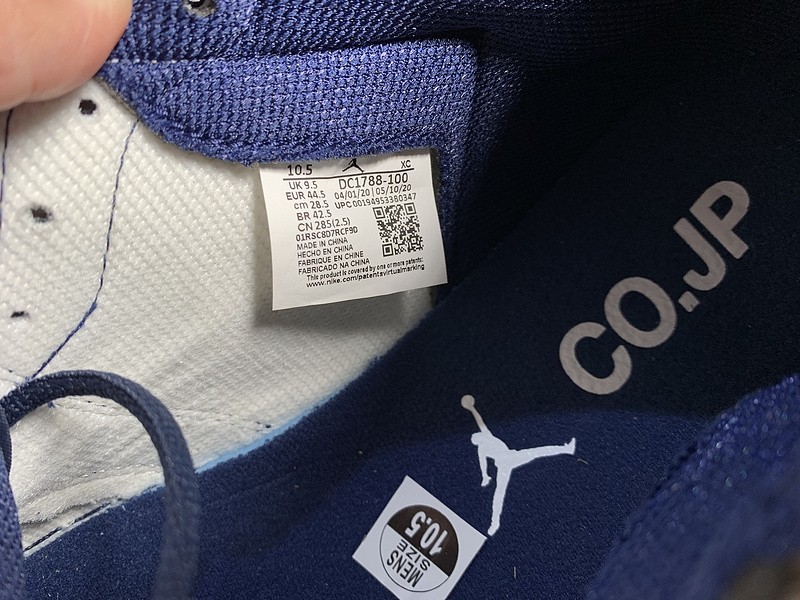 10.5 XC
UK 9.5 DC1788-100
EUR 44.5 04/01/20 | 05/10/20
cm 28.5 UPC 00194953380347
BR 42.5
CN 285(2.5)
01RSC8D7RCF9D
MADE IN CHINA
HECHO EN CHINA
FABRIQUE EN CHINE
FABRICADO NA CHINA
This product is covered by one or more patents:
www.nike.com/patentsvirtualmarking
CO.JP
MENS
SIZE
10.5